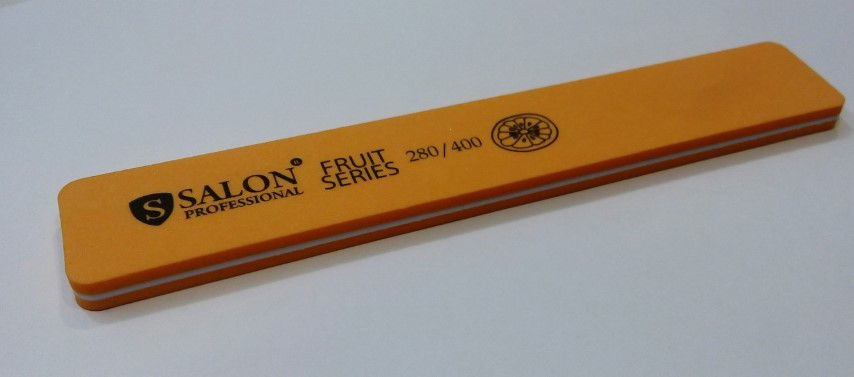 S SALON
PROFESSIONAL
FRUIT
SERIES
280/400